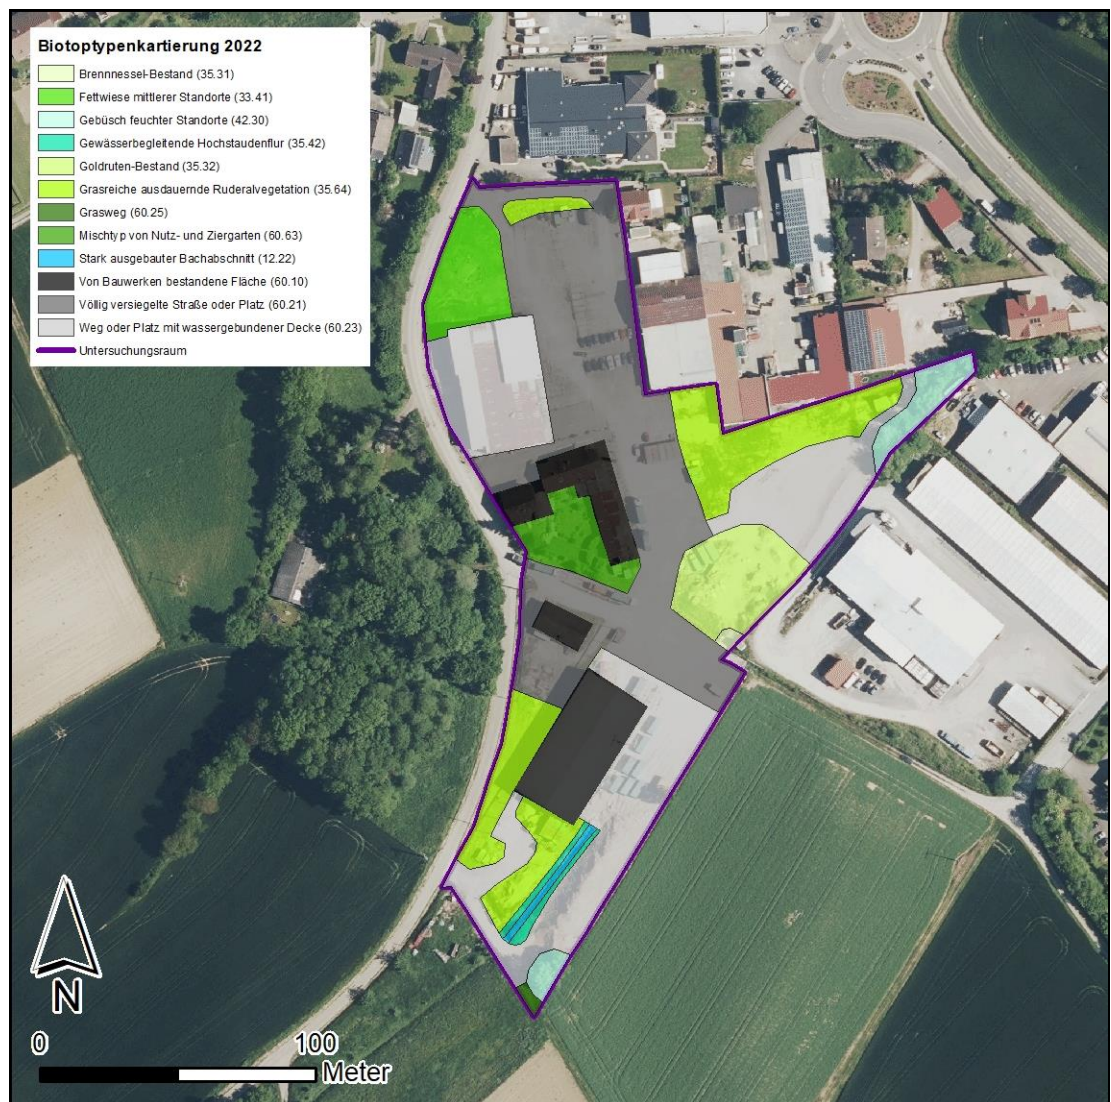 Biotoptypenkartierung 2022
Brennnessel-Bestand (35.31)
Fettwiese mittlerer Standorte (33.41)
Gebüsch feuchter Standorte (42.30)
Gewässerbegleitende Hochstaudenflur (35.42)
Goldruten-Bestand (35.32)
Grasreiche ausdauernde Ruderalvegetation (35.64)
Grasweg (60.25)
Mischtyp von Nutz- und Ziergarten (60.63)
Stark ausgebauter Bachabschnitt (12.22)
Von Bauwerken bestandene Fläche (60.10)
Völlig versiegelte Straße oder Platz (60.21)
Weg oder Platz mit wassergebundener Decke (60.23)
Untersuchungsraum
N
0 100
Meter